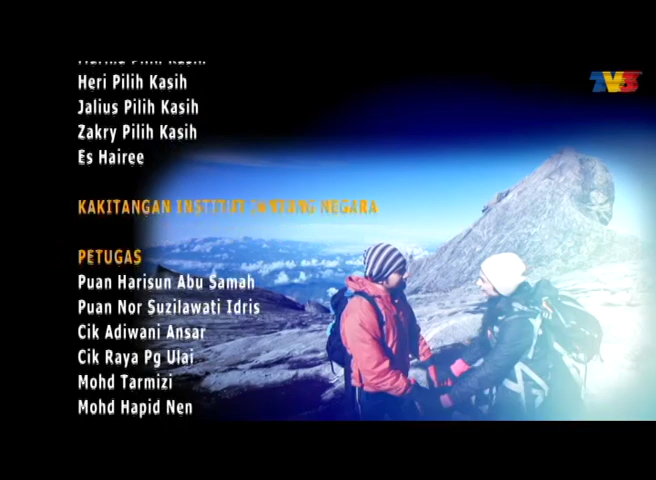 Heri Pilih Kasih
Jalius Pilih Kasih
Zakry Pilih Kasih
Es Hairee
KAKITANGAN INSTITUT JANTUNG NEGARA
PETUGAS
Puan Harisun Abu Samah
Puan Nor Suzilawati Idris
Cik Adiwani Ansar
Cik Raya Pg Ulai
Mohd Tarmizi
Mohd Hapid Nen
TV3